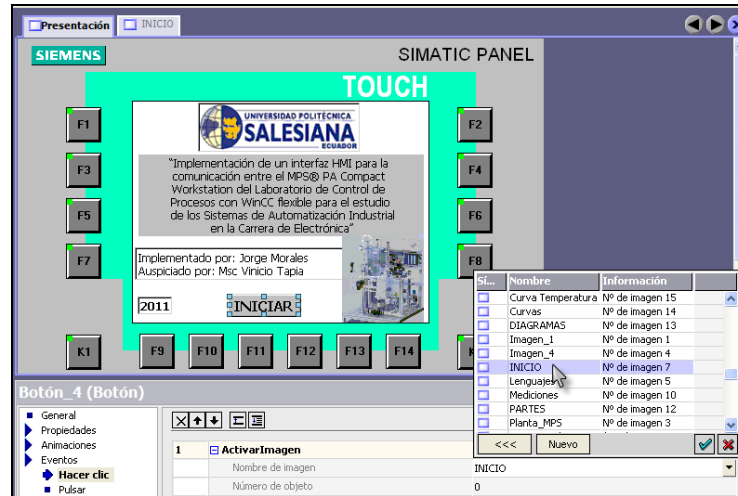 Presentación
INICIO
SIEMENS
SIMATIC PANEL
TOUCH
UNIVERSIDAD POLITÉCNICA
SALESIANA
ECUADOR
F1
F2
"Implementación de un interfaz HMI para la
comunicación entre el MPS® PA Compact
Workstation del Laboratorio de Control de
Procesos con WinCC flexible para el estudio
de los Sistemas de Automatización Industrial
en la Carrera de Electrónica"
F3
F4
F5
F6
F7
F8
Implementado por: Jorge Morales
Auspiciado por: Msc Vinicio Tapia
2011
INICIAR
K1
F9
F10
F11
F12
F13
F14
Sí... Nombre Información
Curva Temperatura Nº de imagen 15
Curvas Nº de imagen 14
DIAGRAMAS Nº de imagen 13
Imagen_1 Nº de imagen 1
Imagen_4 Nº de imagen 4
INICIO Nº de imagen 7
Lenguajes Nº de imagen 5
Mediciones Nº de imagen 10
PARTES Nº de imagen 12
Planta_MPS Nº de imagen 3
<<< Nuevo
Botón_4 (Botón)
General
Propiedades
Animaciones
Eventos
Hacer clic
Pulsar
1 ActivarImagen
Nombre de imagen INICIO
Número de objeto 0